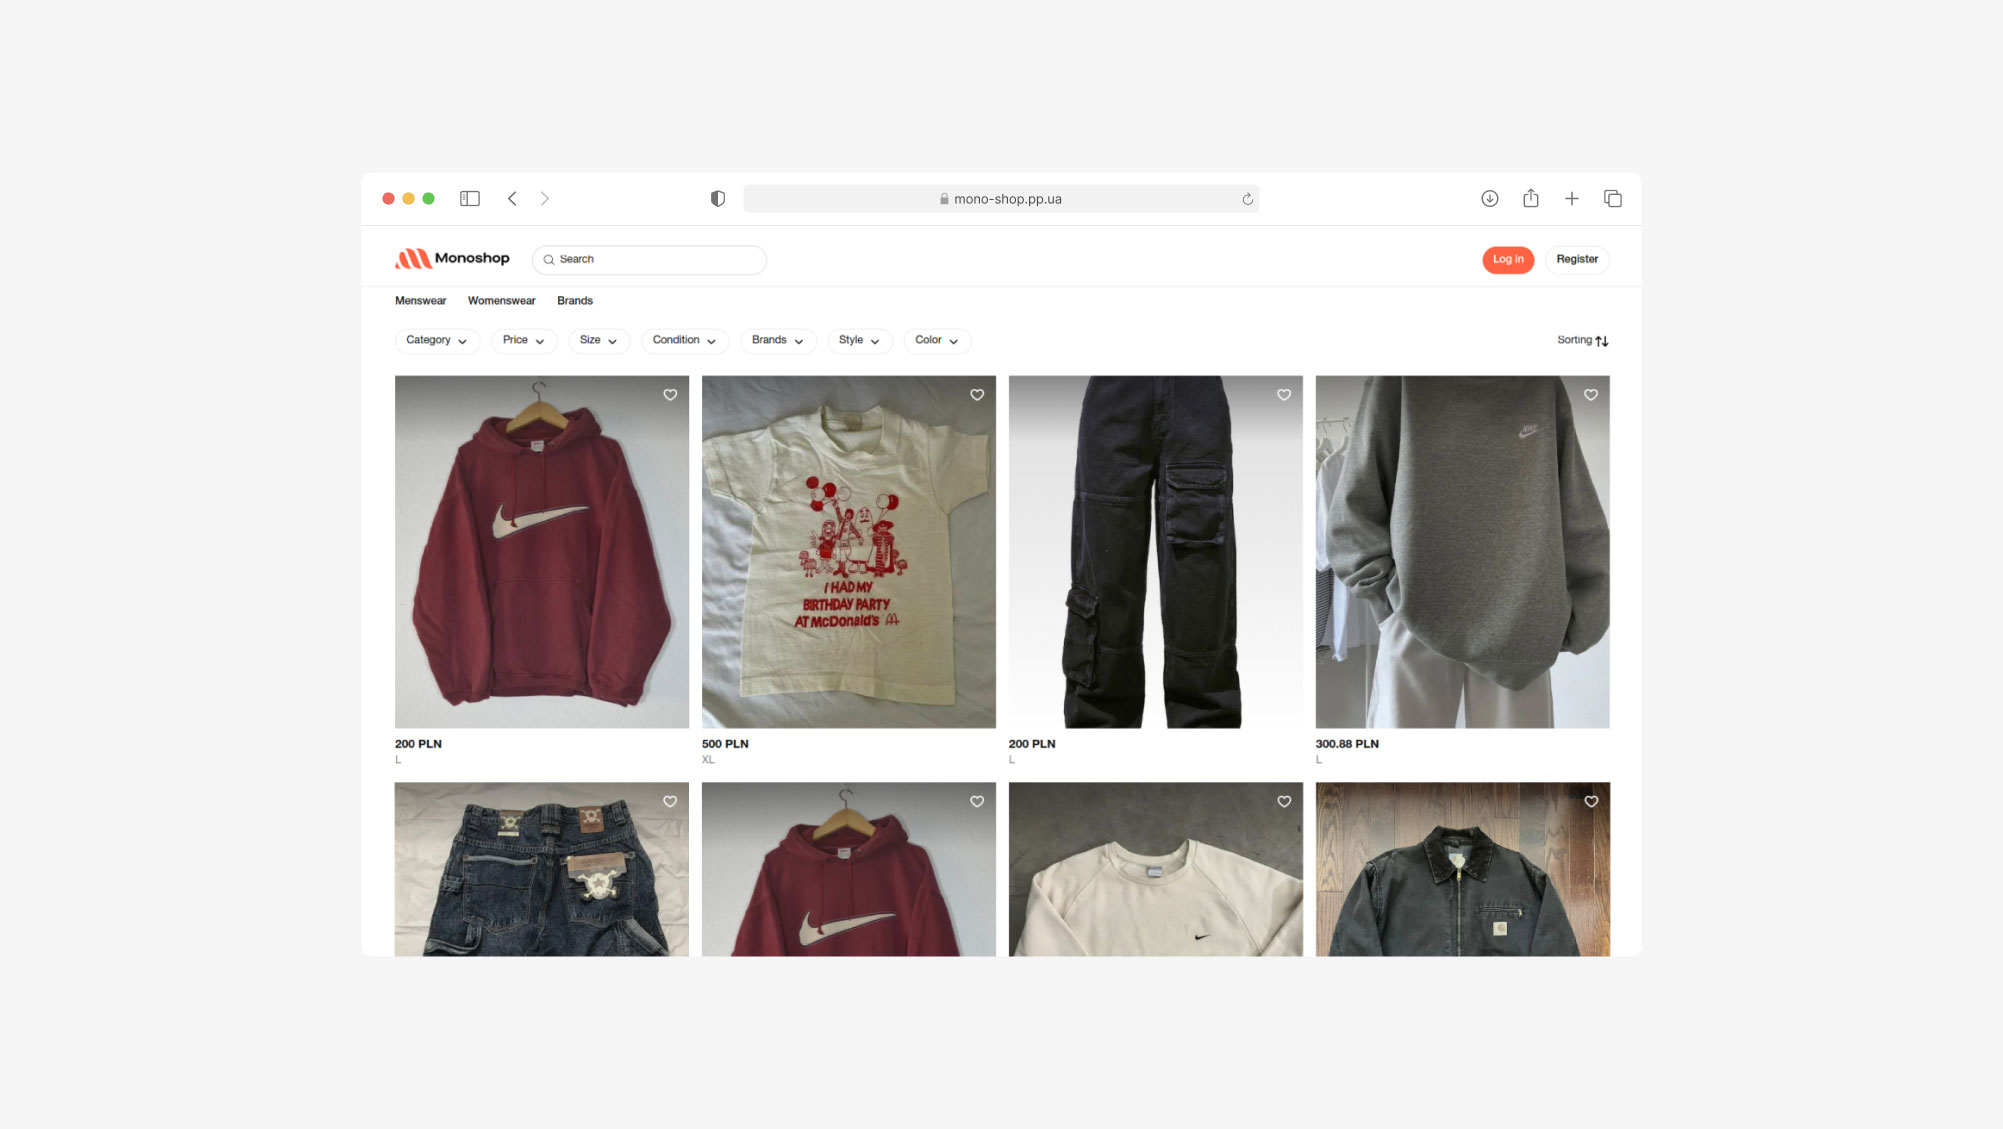 mono-shop.pp.ua
Monoshop
Search
Log in
Register
Menswear Womenswear Brands
Category Price Size Condition Brands Style Color
Sorting
I HAD MY
BIRTHDAY PARTY
AT McDonald's
NIKE
200 PLN
L
500 PLN
XL
200 PLN
L
300.88 PLN
L